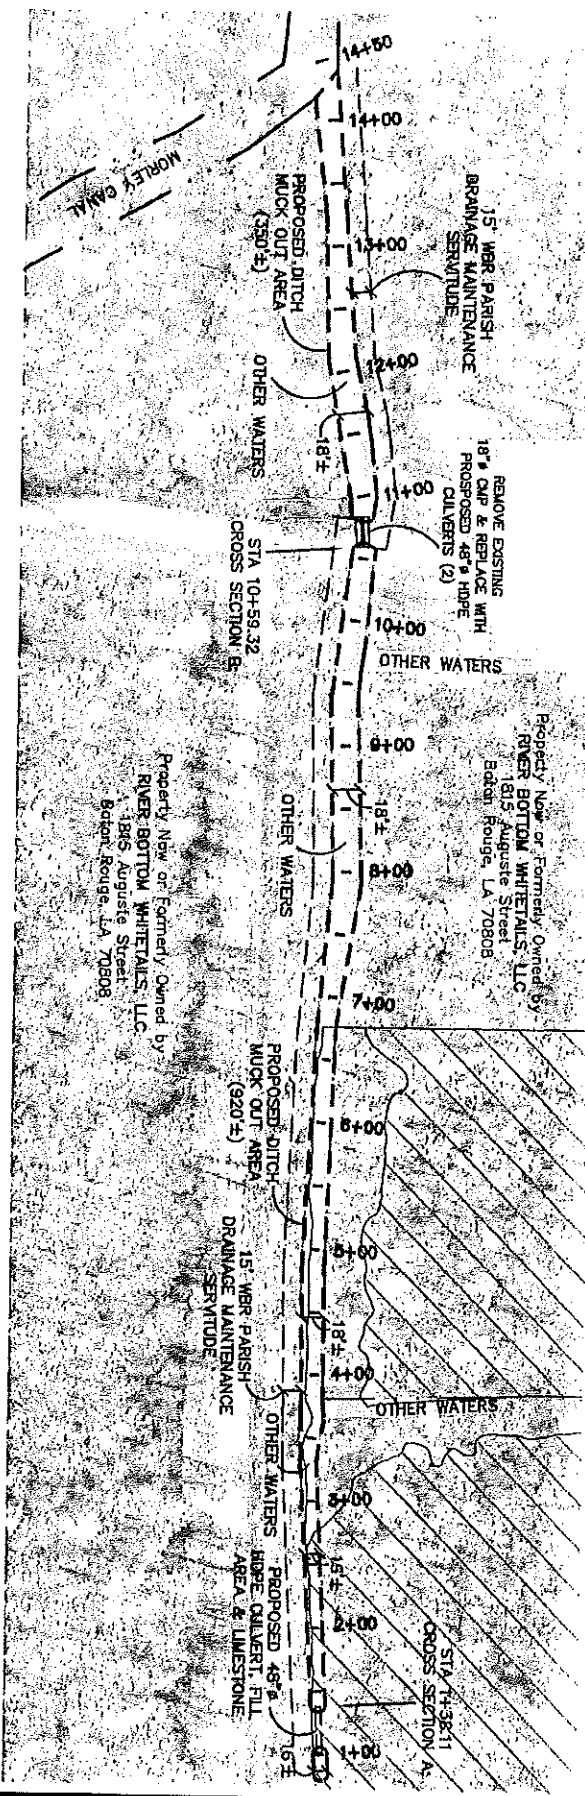 14+50
14+00
13+00
12+00
11+00
10+00
9+00
8+00
7+00
6+00
5+00
4+00
3+00
2+00
1+00
MORLEY CANAL
15' WBR PARISH
DRAINAGE MAINTENANCE
SERVITUDE
PROPOSED DITCH
MUCK OUT AREA
(350'±)
OTHER WATERS
18'±
REMOVE EXISTING
18"ø CMP & REPLACE WITH
PROSPOSED 48"ø HDPE
CULVERTS (2)
STA 10+59.32
CROSS SECTION B
OTHER WATERS
Property Now or Formerly Owned by
RIVER BOTTOM WHITETAILS, LLC
1815 Auguste Street
Baton Rouge, LA 70808
18'±
OTHER WATERS
Property Now or Formerly Owned by
RIVER BOTTOM WHITETAILS, LLC
Auguste Street
Baton Rouge, LA 70808
PROPOSED DITCH
MUCK OUT AREA
(920'±)
18'±
15' WBR PARISH
DRAINAGE MAINTENANCE
SERVITUDE
OTHER WATERS
OTHER WATERS
15'±
PROPOSED 48"ø
HDPE CULVERT, FILL
AREA & LIMESTONE
STA
CROSS SECTION A
6'±